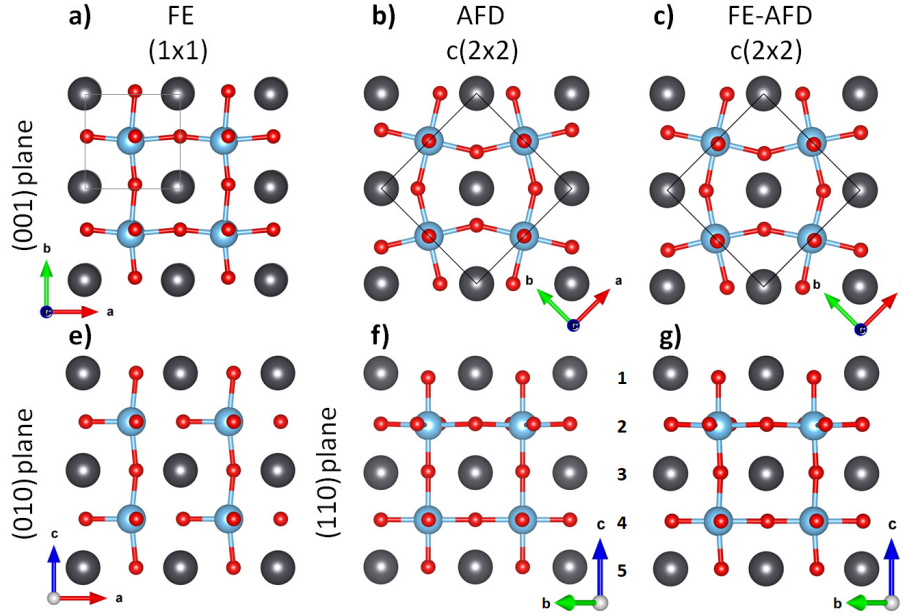 a) FE
(1x1)
b) AFD
c(2x2)
c) FE-AFD
c(2x2)
(001) plane
b
a
c
b
a
c
b
c
e)
f)
g)
(010) plane
(110) plane
1
2
3
4
5
c
a
c
b
c
b